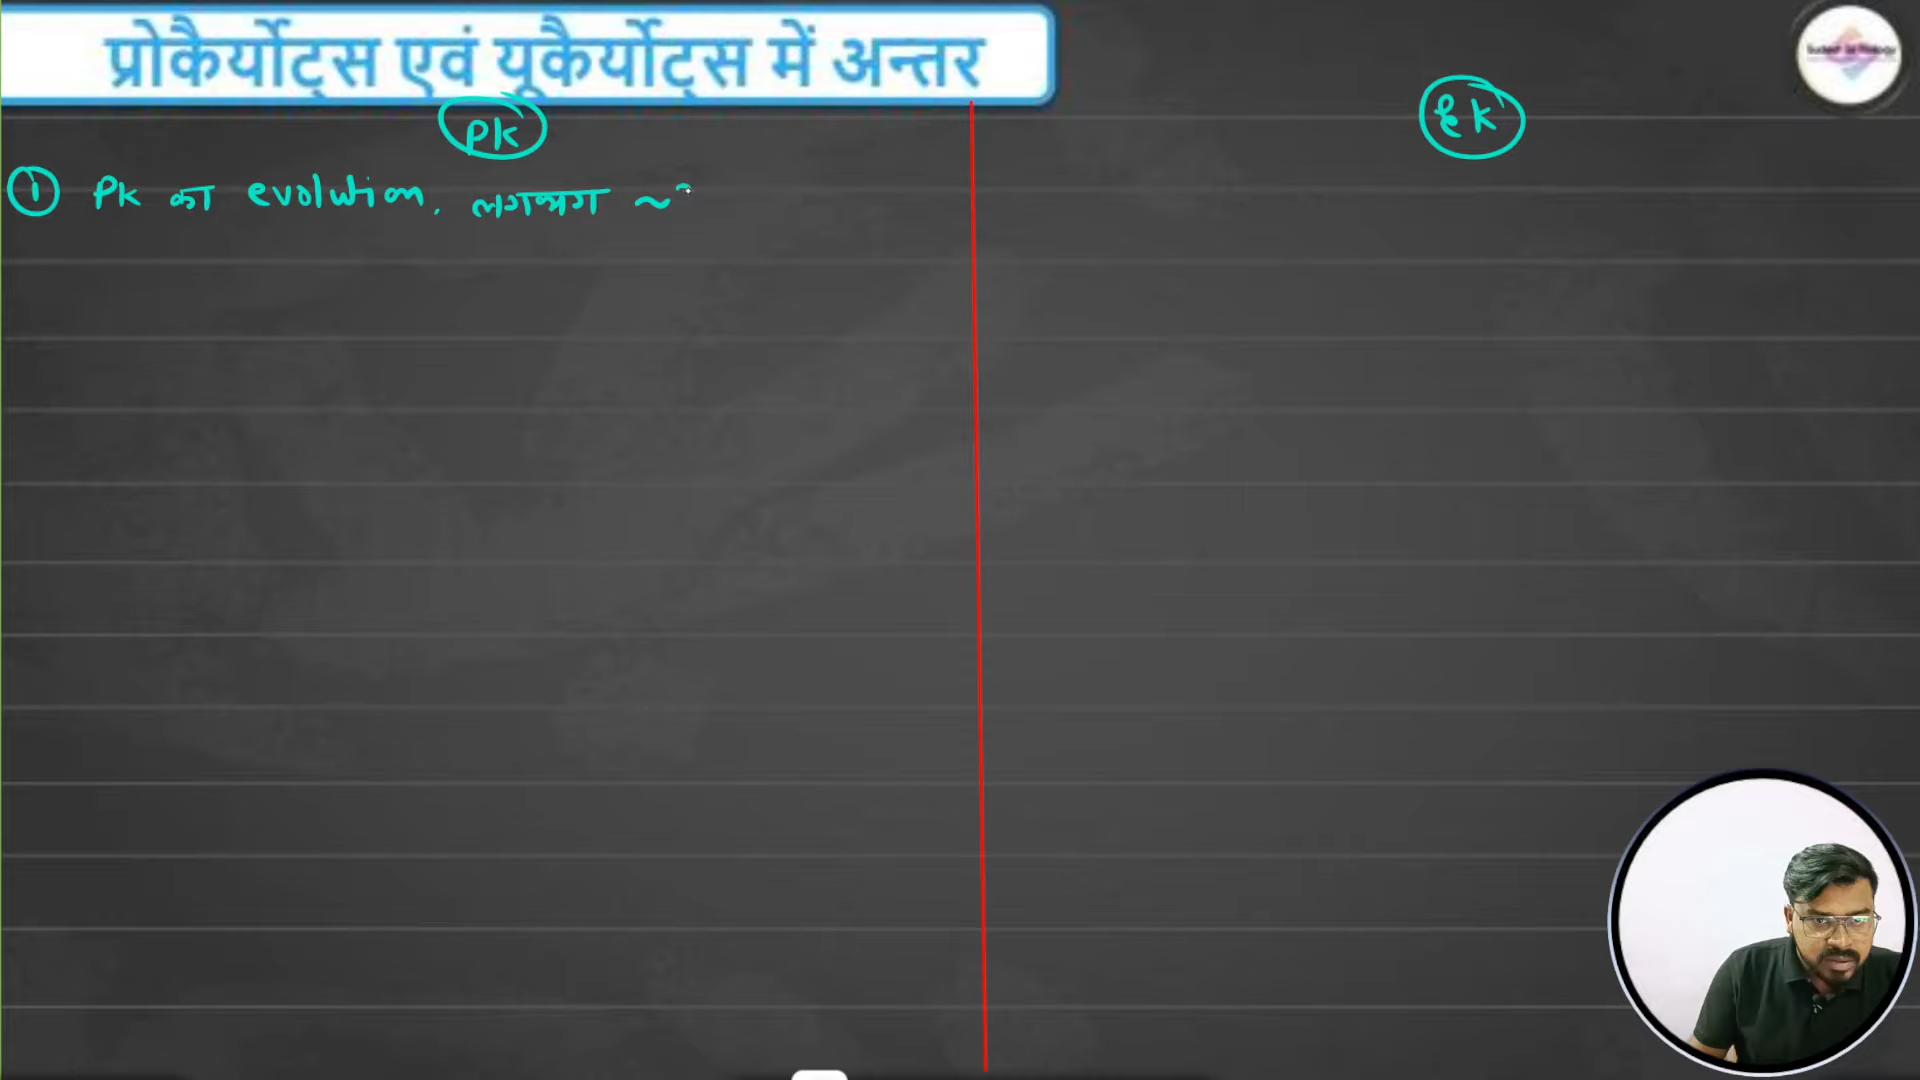 प्रोकैर्योट्स एवं यूकैर्योट्स में अन्तर
PK
EK
① PK का evolution, लगभग ~